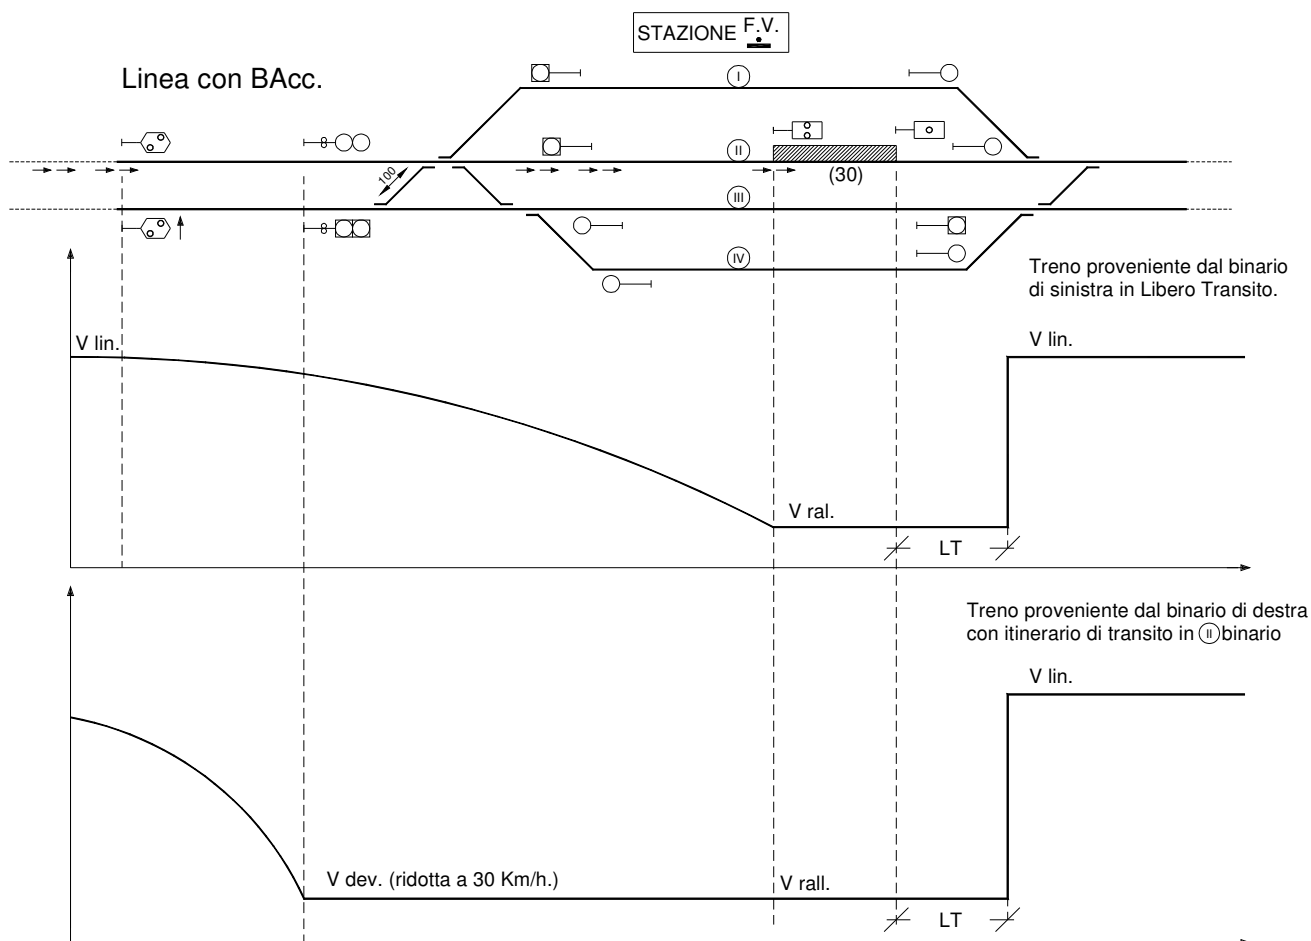 STAZIONE F.V.
Linea con BAcc.
I
II
100
(30)
III
IV
Treno proveniente dal binario
di sinistra in Libero Transito.
V lin.
V lin.
V ral.
LT
Treno proveniente dal binario di destra
con itinerario di transito in II binario
V lin.
V dev. (ridotta a 30 Km/h.)
V rall.
LT